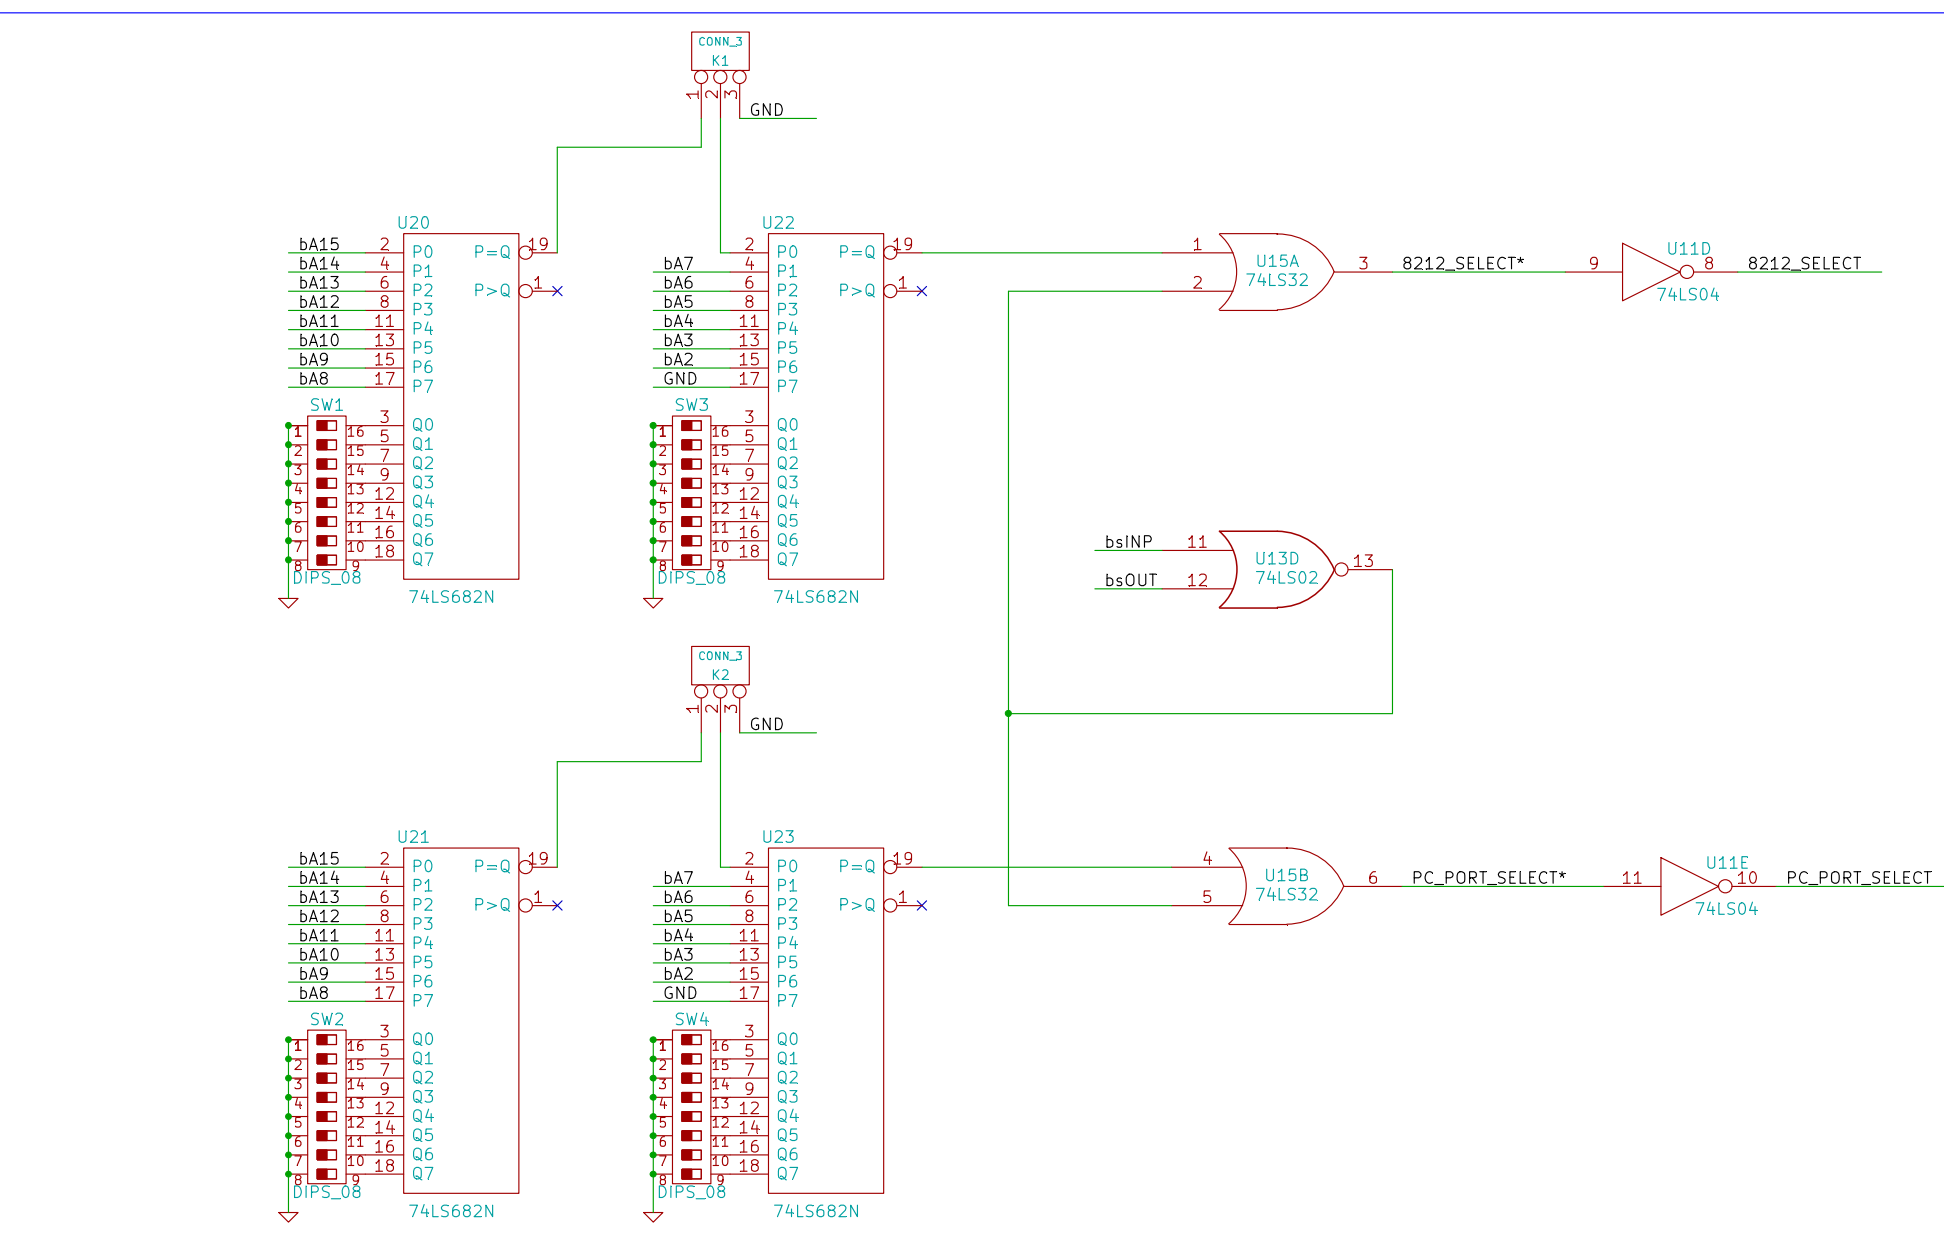 CONN_3
K1
1 2 3
GND
U20
bA15 2 P0 P=Q 19
bA14 4 P1
bA13 6 P2 P>Q 1
bA12 8 P3
bA11 11 P4
bA10 13 P5
bA9 15 P6
bA8 17 P7
SW1
1 16 3 Q0
2 15 5 Q1
3 14 7 Q2
4 13 9 Q3
5 12 12 Q4
6 11 14 Q5
7 10 16 Q6
8 9 18 Q7
DIPS_08
74LS682N
U22
2 P0 P=Q 19
bA7 4 P1
bA6 6 P2 P>Q 1
bA5 8 P3
bA4 11 P4
bA3 13 P5
bA2 15 P6
GND 17 P7
SW3
1 16 3 Q0
2 15 5 Q1
3 14 7 Q2
4 13 9 Q3
5 12 12 Q4
6 11 14 Q5
7 10 16 Q6
8 9 18 Q7
DIPS_08
74LS682N
1
2
U15A
74LS32
3
8212_SELECT*
9
U11D
8
74LS04
8212_SELECT
bsINP 11
bsOUT 12
U13D
74LS02
13
CONN_3
K2
1 2 3
GND
U21
bA15 2 P0 P=Q 19
bA14 4 P1
bA13 6 P2 P>Q 1
bA12 8 P3
bA11 11 P4
bA10 13 P5
bA9 15 P6
bA8 17 P7
SW2
1 16 3 Q0
2 15 5 Q1
3 14 7 Q2
4 13 9 Q3
5 12 12 Q4
6 11 14 Q5
7 10 16 Q6
8 9 18 Q7
DIPS_08
74LS682N
U23
2 P0 P=Q 19
bA7 4 P1
bA6 6 P2 P>Q 1
bA5 8 P3
bA4 11 P4
bA3 13 P5
bA2 15 P6
GND 17 P7
SW4
1 16 3 Q0
2 15 5 Q1
3 14 7 Q2
4 13 9 Q3
5 12 12 Q4
6 11 14 Q5
7 10 16 Q6
8 9 18 Q7
DIPS_08
74LS682N
4
5
U15B
74LS32
6
PC_PORT_SELECT*
11
U11E
10
74LS04
PC_PORT_SELECT